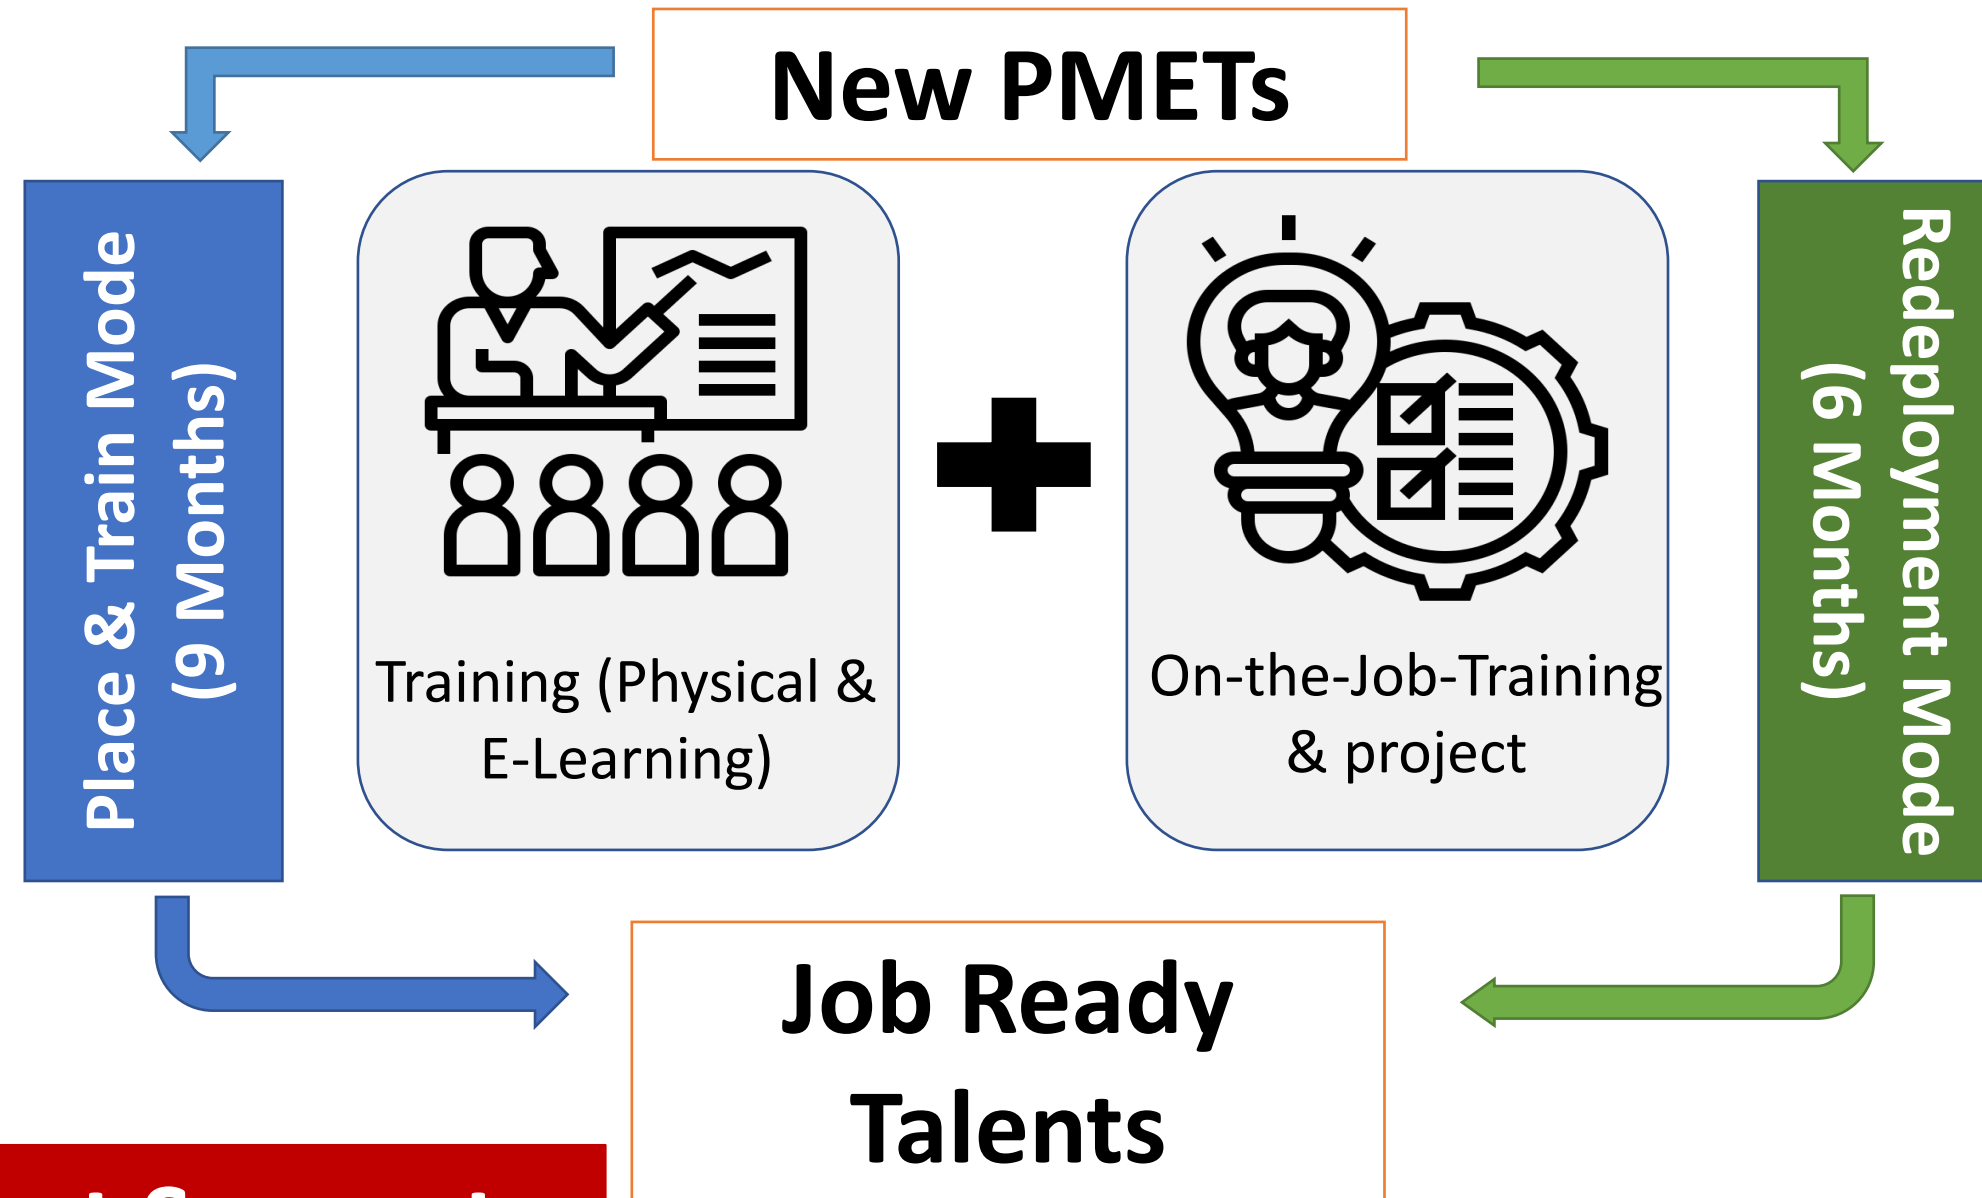 New PMETs
Place & Train Mode
(9 Months)
Training (Physical &
E-Learning)
On-the-Job-Training
& project
Redeployment Mode
(6 Months)
Job Ready
Talents